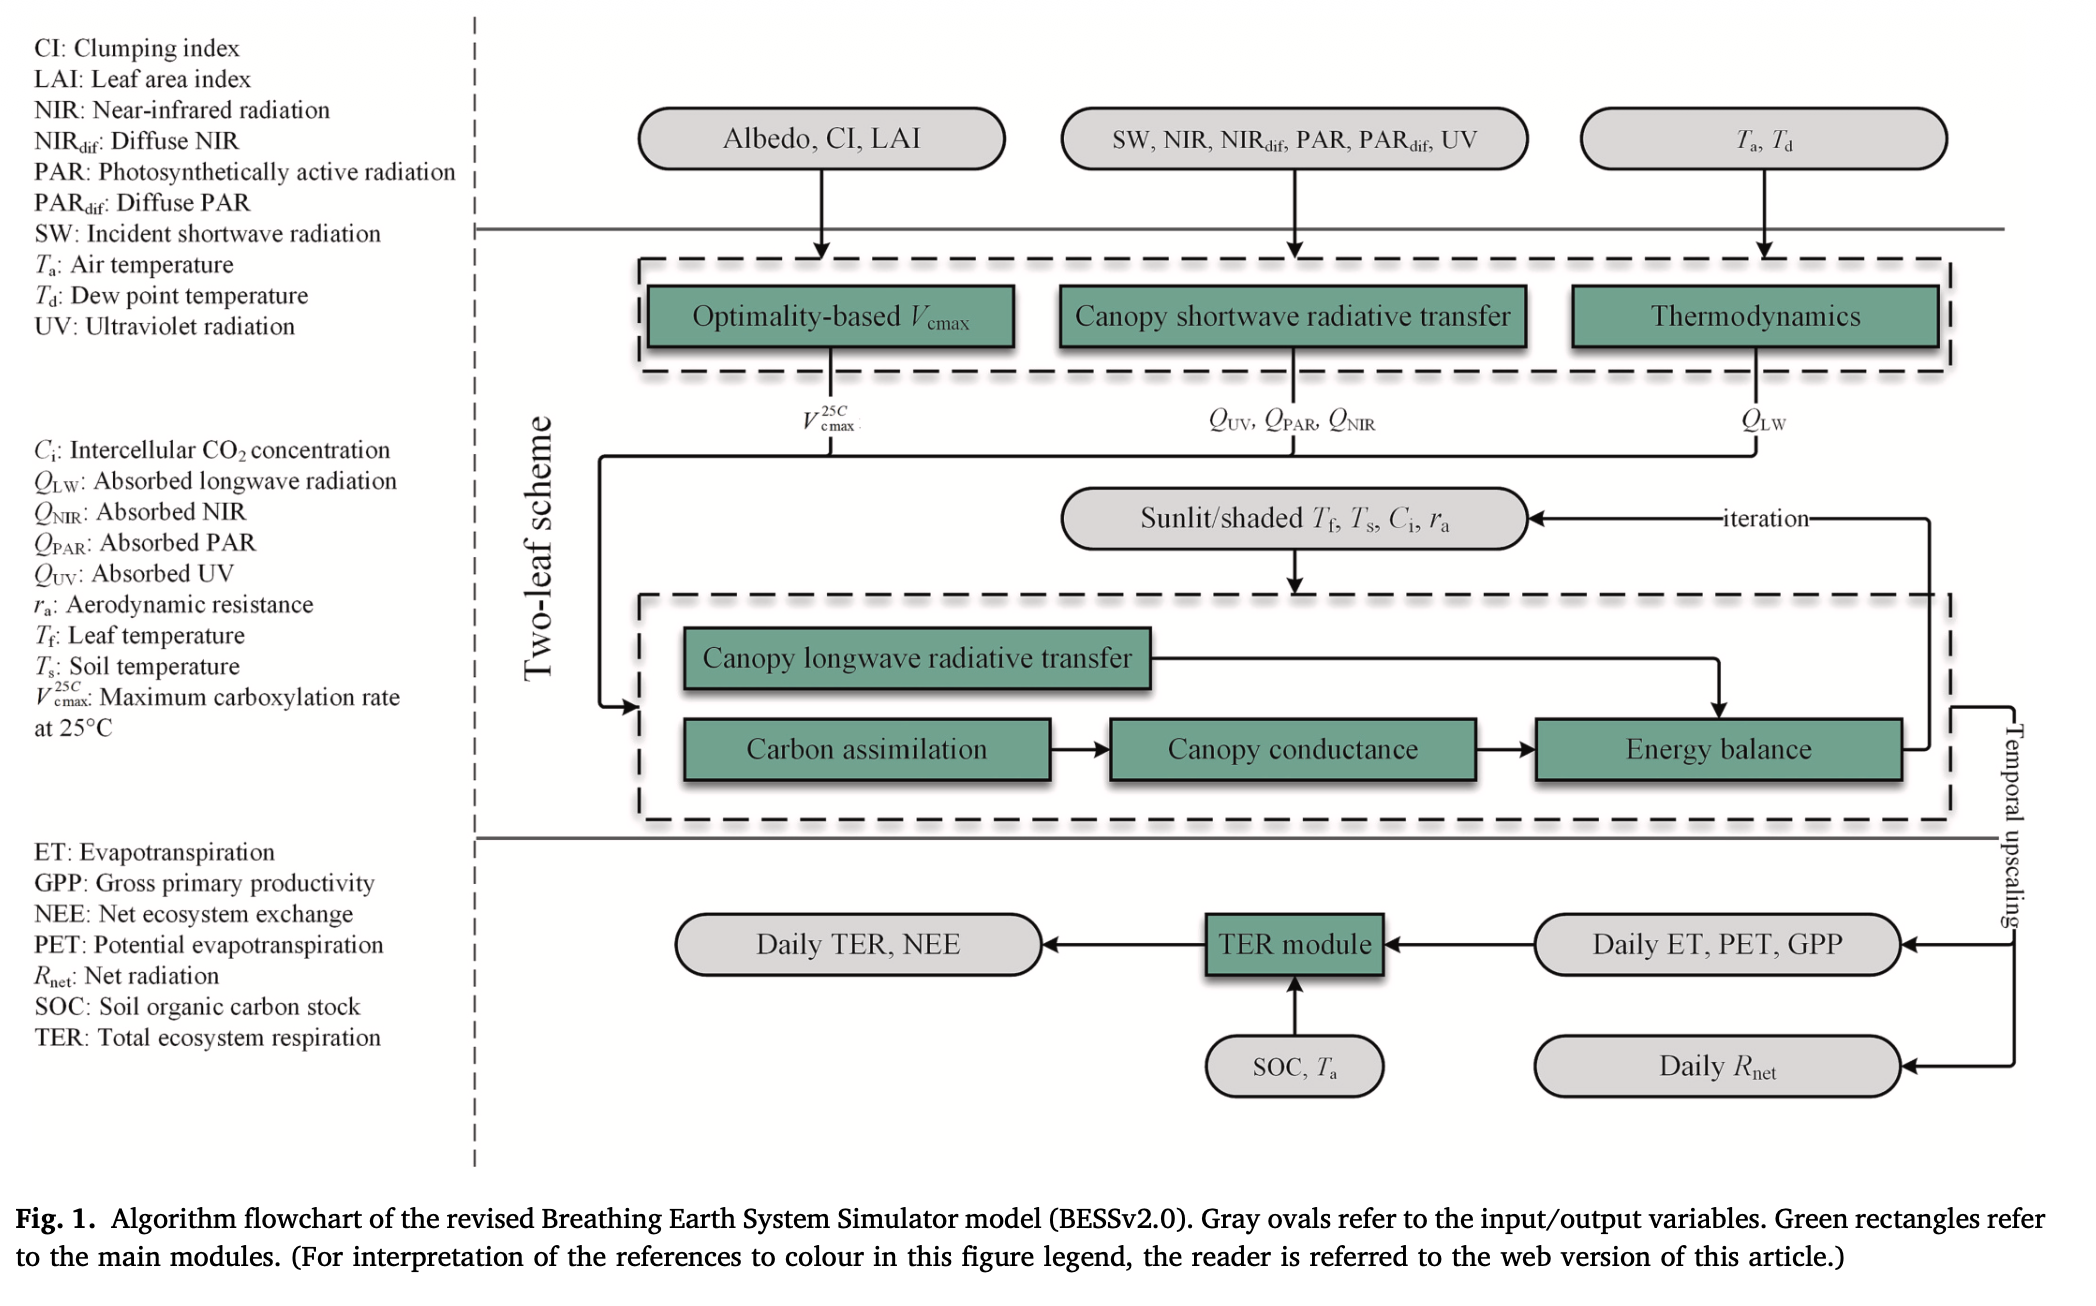 CI: Clumping index
LAI: Leaf area index
NIR: Near-infrared radiation
NIRdif: Diffuse NIR
PAR: Photosynthetically active radiation
PARdif: Diffuse PAR
SW: Incident shortwave radiation
Ta: Air temperature
Td: Dew point temperature
UV: Ultraviolet radiation
Ci: Intercellular CO2 concentration
QLW: Absorbed longwave radiation
QNIR: Absorbed NIR
QPAR: Absorbed PAR
QUV: Absorbed UV
ra: Aerodynamic resistance
Tf: Leaf temperature
Ts: Soil temperature
V25C cmax: Maximum carboxylation rate
at 25°C
ET: Evapotranspiration
GPP: Gross primary productivity
NEE: Net ecosystem exchange
PET: Potential evapotranspiration
Rnet: Net radiation
SOC: Soil organic carbon stock
TER: Total ecosystem respiration
Albedo, CI, LAI
SW, NIR, NIRdif, PAR, PARdif, UV
Ta, Td
Optimality-based Vcmax
Canopy shortwave radiative transfer
Thermodynamics
V25C cmax
QUV, QPAR, QNIR
QLW
Two-leaf scheme
Sunlit/shaded Tf, Ts, Ci, ra
iteration
Canopy longwave radiative transfer
Carbon assimilation
Canopy conductance
Energy balance
Temporal upscaling
Daily TER, NEE
TER module
Daily ET, PET, GPP
SOC, Ta
Daily Rnet
Fig. 1. Algorithm flowchart of the revised Breathing Earth System Simulator model (BESSv2.0). Gray ovals refer to the input/output variables. Green rectangles refer
to the main modules. (For interpretation of the references to colour in this figure legend, the reader is referred to the web version of this article.)